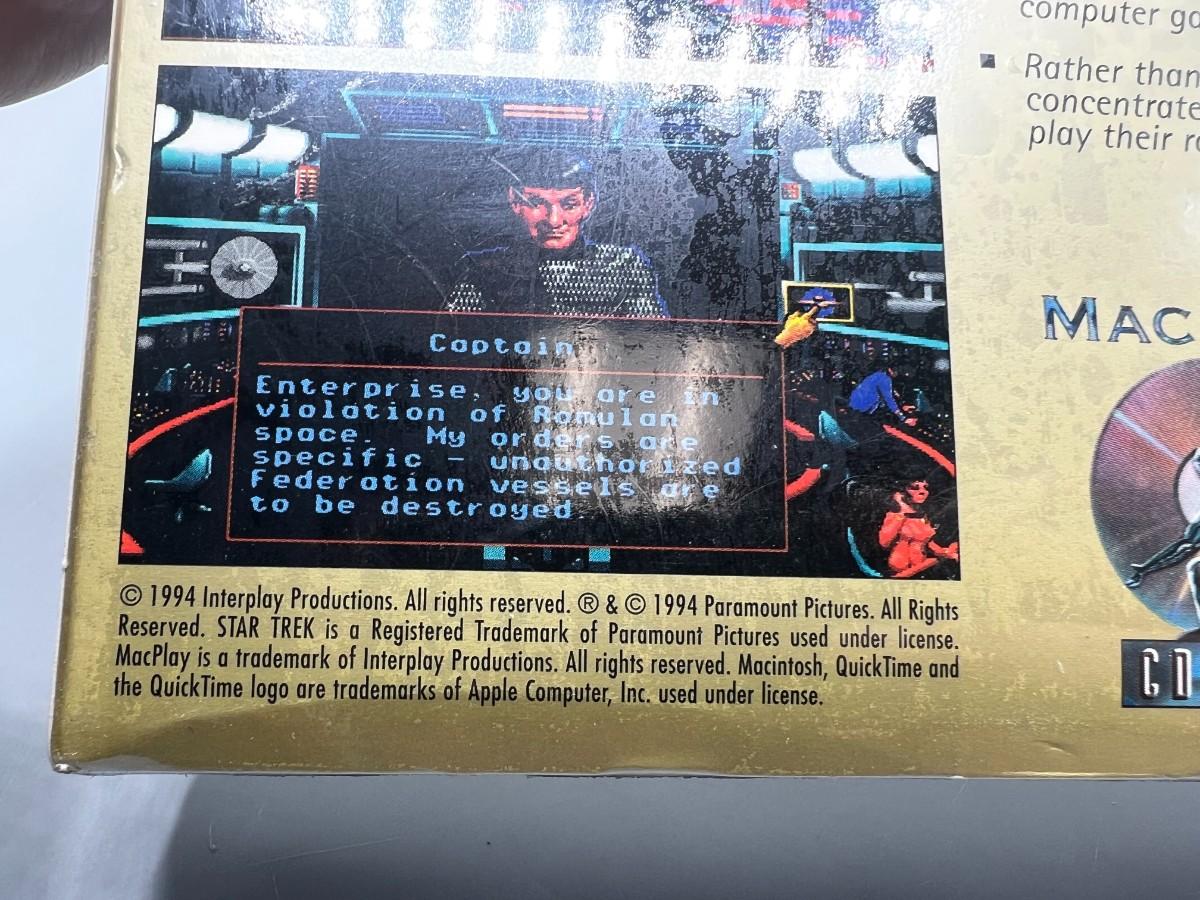 computer
Rather than
concentrate
play their
MAC
Captain
Enterprise, you are in
violation of Romulan
space. My orders are
specific - unauthorized
Federation vessels are
to be destroyed.
© 1994 Interplay Productions. All rights reserved. ® & © 1994 Paramount Pictures. All Rights
Reserved. STAR TREK is a Registered Trademark of Paramount Pictures used under license.
MacPlay is a trademark of Interplay Productions. All rights reserved. Macintosh, QuickTime and
the QuickTime logo are trademarks of Apple Computer, Inc. used under license.
CD